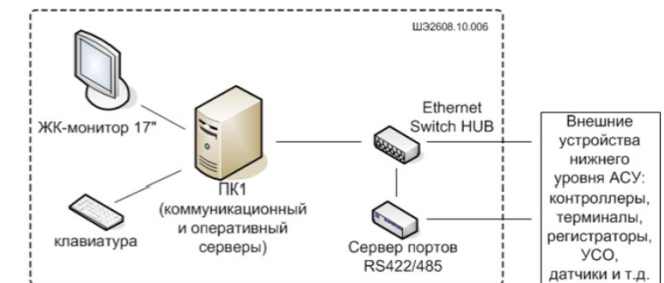 ШЭ2608.10.006
ЖК-монитор 17"
клавиатура
ПК1
(коммуникационный
и оперативный
серверы)
Ethernet
Switch HUB
Сервер портов
RS422/485
Внешние
устройства
нижнего
уровня АСУ:
контроллеры,
терминалы,
регистраторы,
УСО,
датчики и т.д.